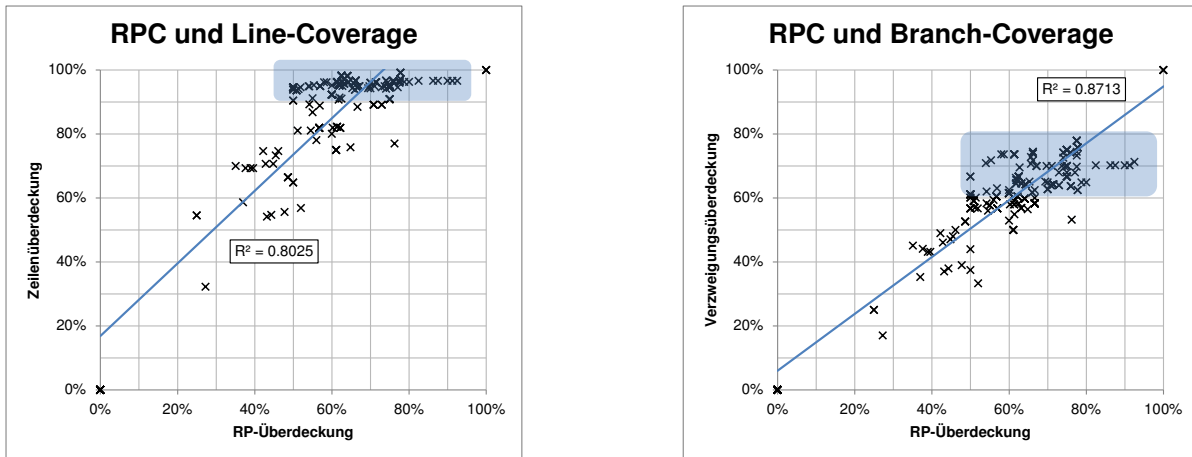 RPC und Line-Coverage
100%
80%
60%
40%
20%
0%
Zeilenüberdeckung
R² = 0.8025
0% 20% 40% 60% 80% 100%
RP-Überdeckung
RPC und Branch-Coverage
100%
80%
60%
40%
20%
0%
Verzweigungsüberdeckung
R² = 0.8713
0% 20% 40% 60% 80% 100%
RP-Überdeckung